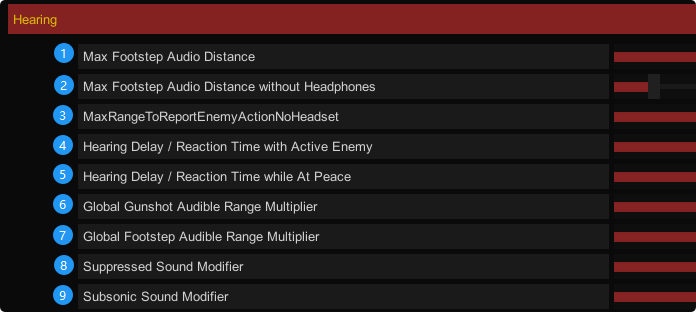 Hearing
1 Max Footstep Audio Distance
2 Max Footstep Audio Distance without Headphones
3 MaxRangeToReportEnemyActionNoHeadset
4 Hearing Delay / Reaction Time with Active Enemy
5 Hearing Delay / Reaction Time while At Peace
6 Global Gunshot Audible Range Multiplier
7 Global Footstep Audible Range Multiplier
8 Suppressed Sound Modifier
9 Subsonic Sound Modifier